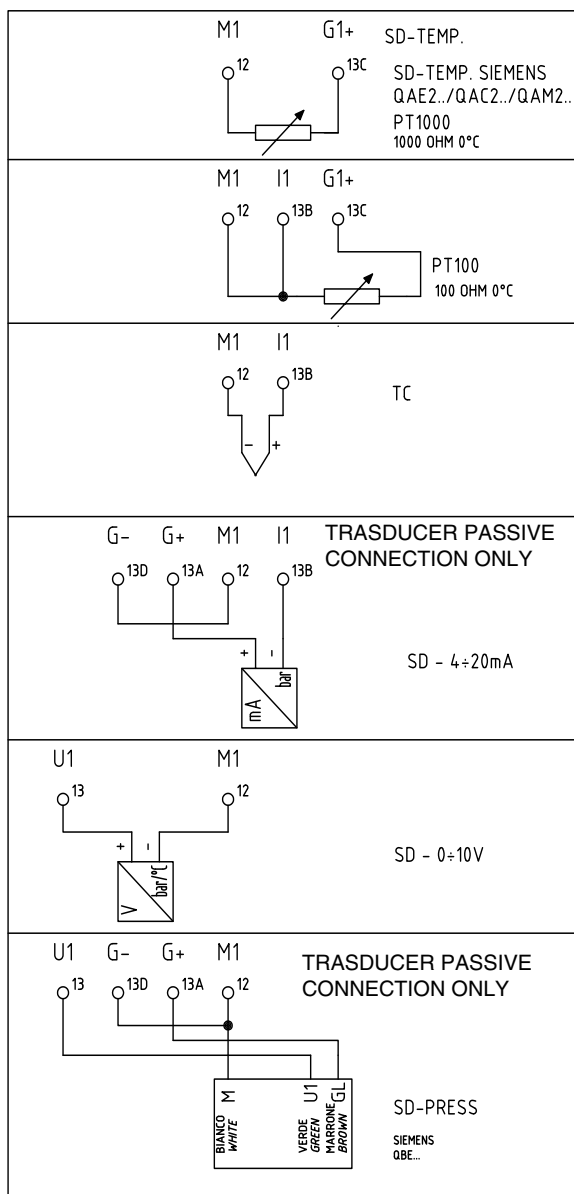 M1 G1+ SD-TEMP.
12 13C SD-TEMP. SIEMENS
QAE2../QAC2../QAM2..
PT1000
1000 OHM 0°C
M1 I1 G1+
12 13B 13C
PT100
100 OHM 0°C
M1 I1
12 13B
TC
- +
G- G+ M1 I1 TRASDUCER PASSIVE
CONNECTION ONLY
13D 13A 12 13B
+ -
mA bar
SD - 4÷20mA
U1 M1
13 12
+ -
V bar/°C
SD - 0÷10V
U1 G- G+ M1 TRASDUCER PASSIVE
CONNECTION ONLY
13 13D 13A 12
M U1 GL
BIANCO VERDE MARRONE
WHITE GREEN BROWN
SD-PRESS
SIEMENS
QBE...